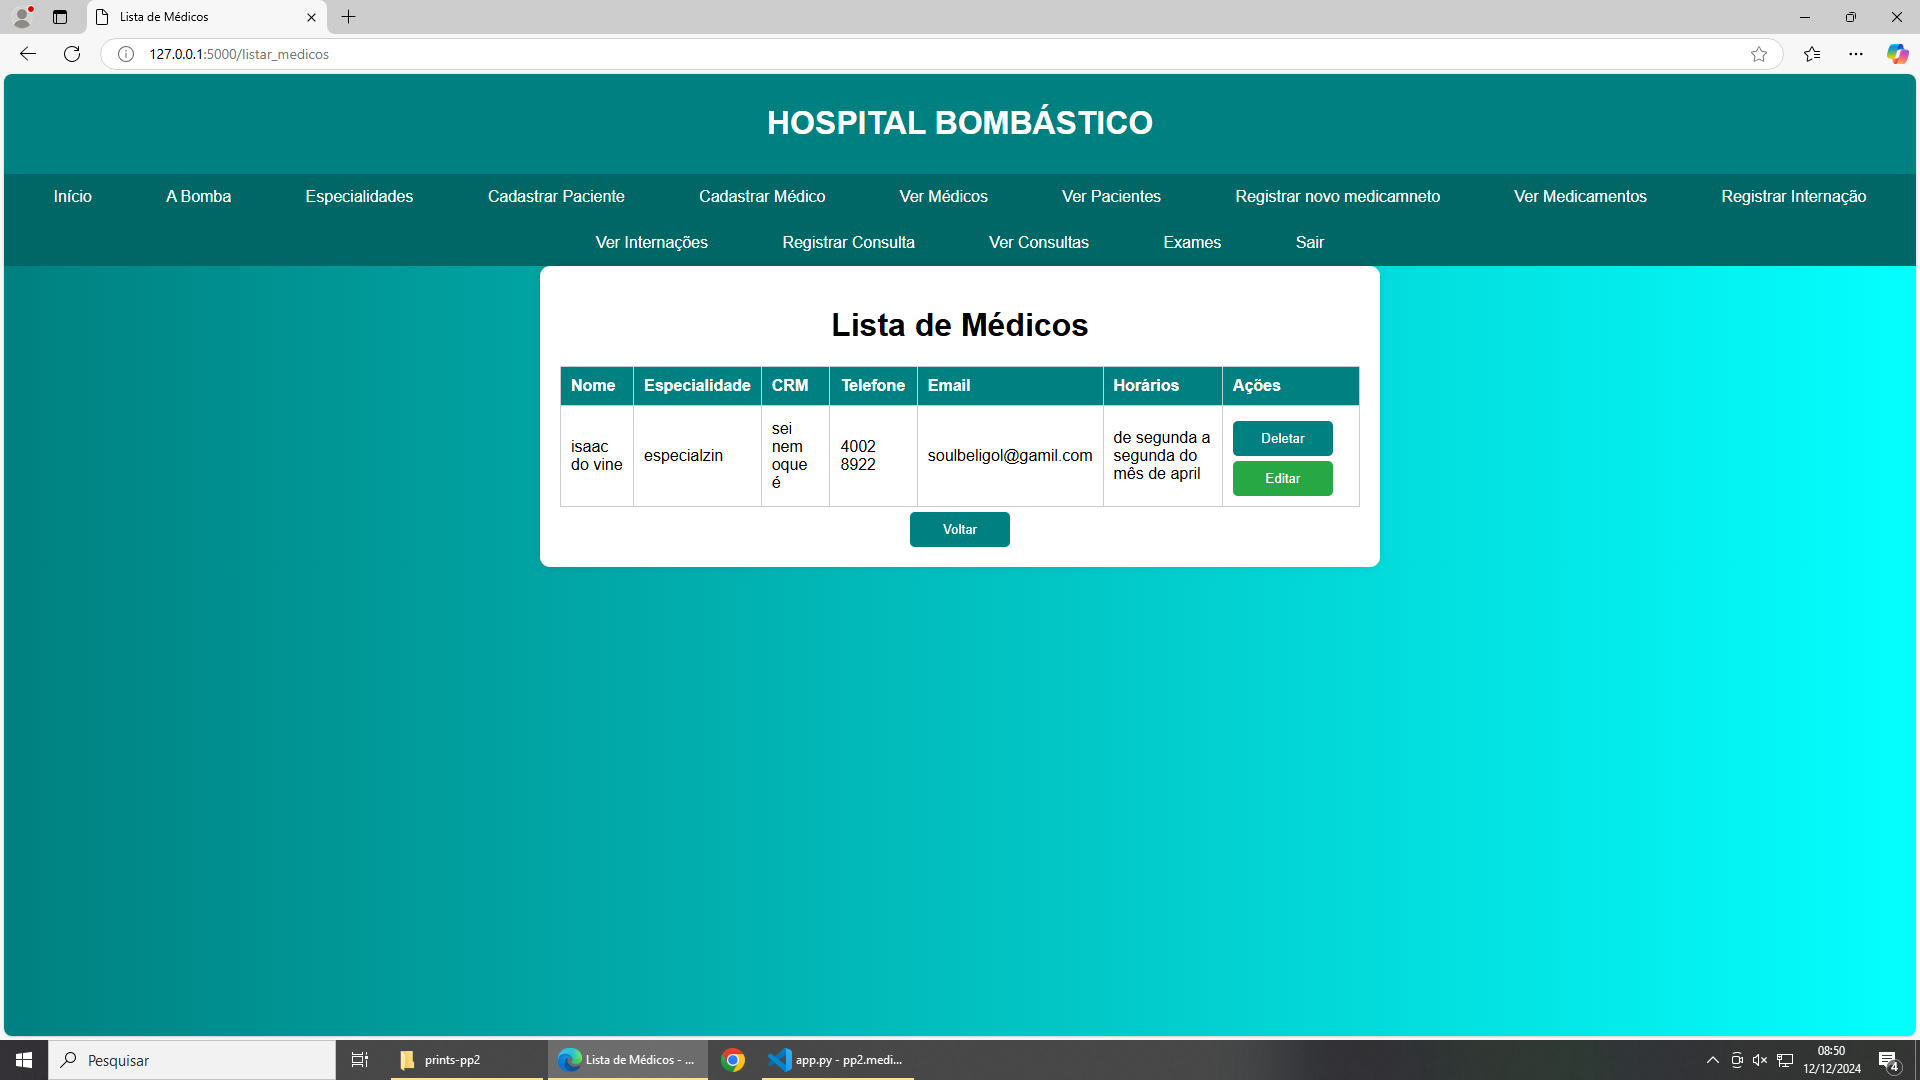 Lista de Médicos
127.0.0.1:5000/listar_medicos
HOSPITAL BOMBÁSTICO
Início A Bomba Especialidades Cadastrar Paciente Cadastrar Médico Ver Médicos Ver Pacientes Registrar novo medicamneto Ver Medicamentos Registrar Internação
Ver Internações Registrar Consulta Ver Consultas Exames Sair
Lista de Médicos
Nome Especialidade CRM Telefone Email Horários Ações
isaac
do vine
especialzin
sei
nem
oque
é
4002
8922
soulbeligol@gamil.com
de segunda a
segunda do
mês de april
Deletar
Editar
Voltar
Pesquisar
prints-pp2
Lista de Médicos - ...
app.py - pp2.medi...
08:50
12/12/2024
4